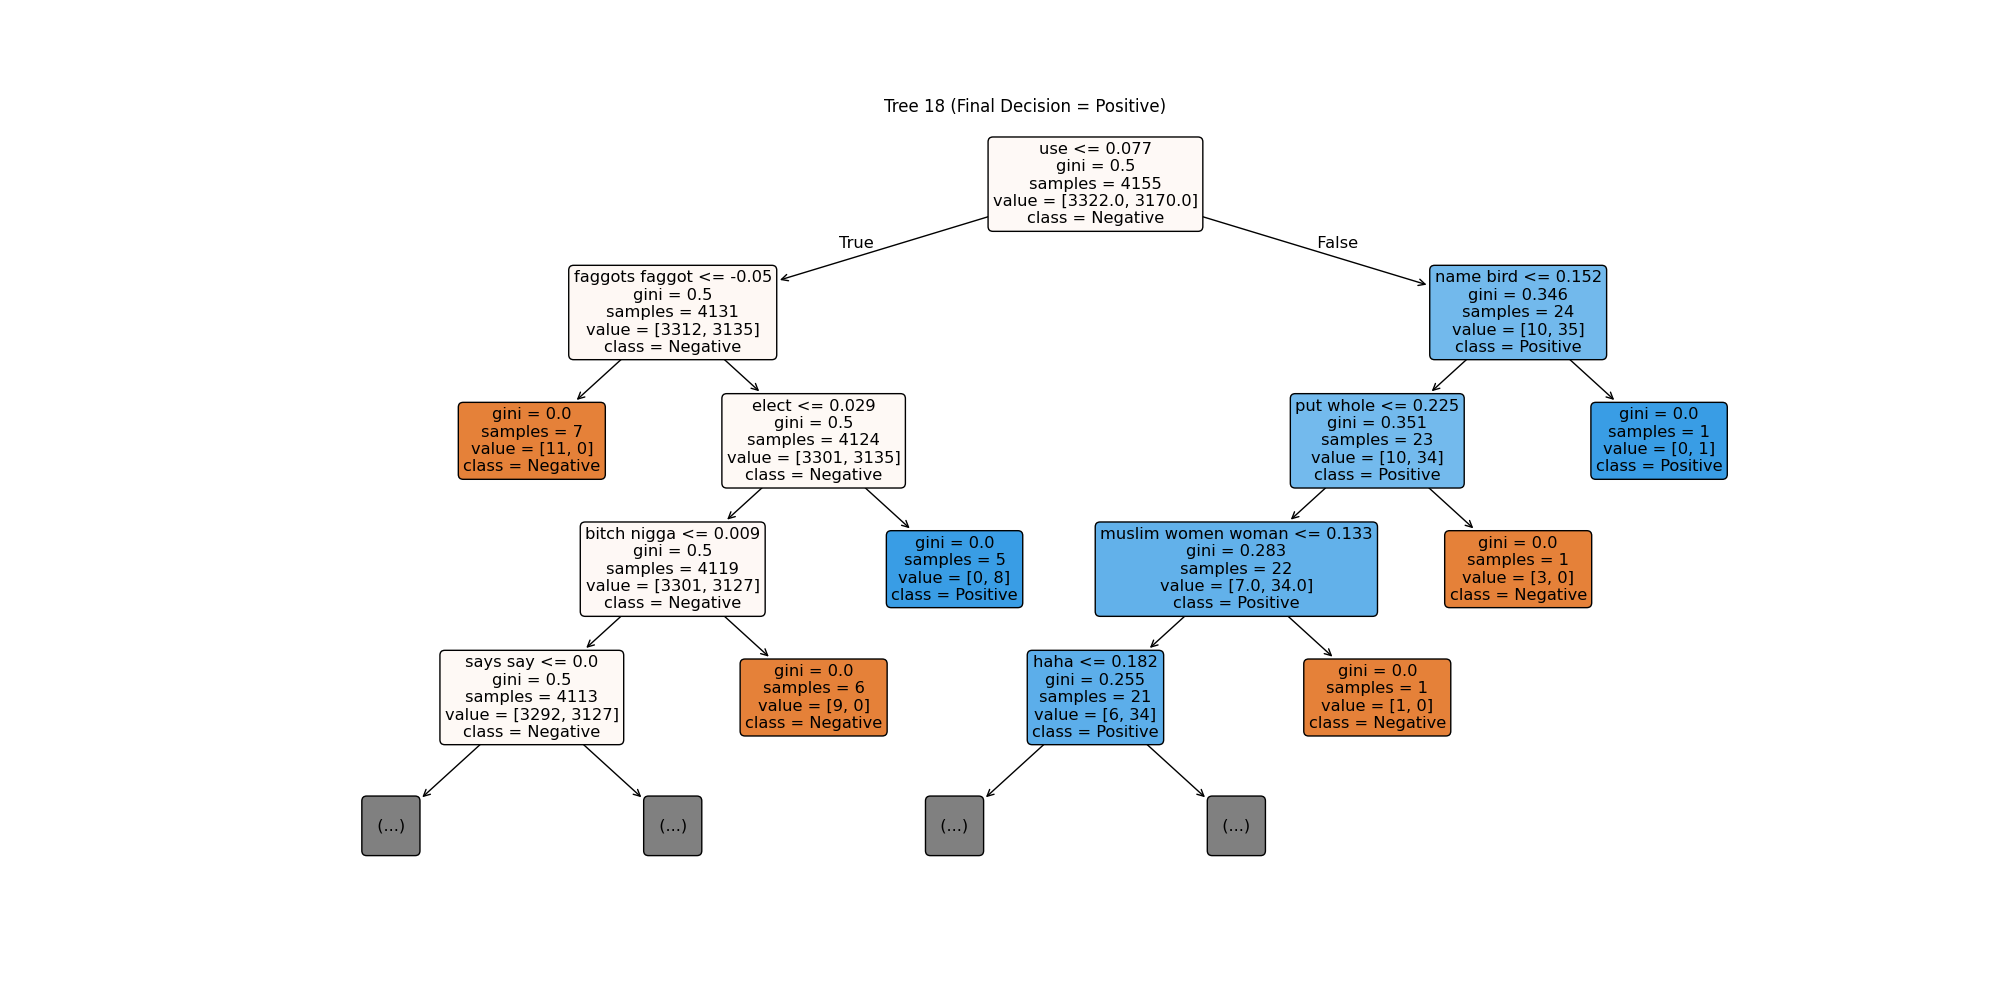 Tree 18 (Final Decision = Positive)
use <= 0.077
gini = 0.5
samples = 4155
value = [3322.0, 3170.0]
class = Negative
True
False
faggots faggot <= -0.05
gini = 0.5
samples = 4131
value = [3312, 3135]
class = Negative
name bird <= 0.152
gini = 0.346
samples = 24
value = [10, 35]
class = Positive
gini = 0.0
samples = 7
value = [11, 0]
class = Negative
elect <= 0.029
gini = 0.5
samples = 4124
value = [3301, 3135]
class = Negative
put whole <= 0.225
gini = 0.351
samples = 23
value = [10, 34]
class = Positive
gini = 0.0
samples = 1
value = [0, 1]
class = Positive
bitch nigga <= 0.009
gini = 0.5
samples = 4119
value = [3301, 3127]
class = Negative
gini = 0.0
samples = 5
value = [0, 8]
class = Positive
muslim women woman <= 0.133
gini = 0.283
samples = 22
value = [7.0, 34.0]
class = Positive
gini = 0.0
samples = 1
value = [3, 0]
class = Negative
says say <= 0.0
gini = 0.5
samples = 4113
value = [3292, 3127]
class = Negative
gini = 0.0
samples = 6
value = [9, 0]
class = Negative
haha <= 0.182
gini = 0.255
samples = 21
value = [6, 34]
class = Positive
gini = 0.0
samples = 1
value = [1, 0]
class = Negative
(...)
(...)
(...)
(...)